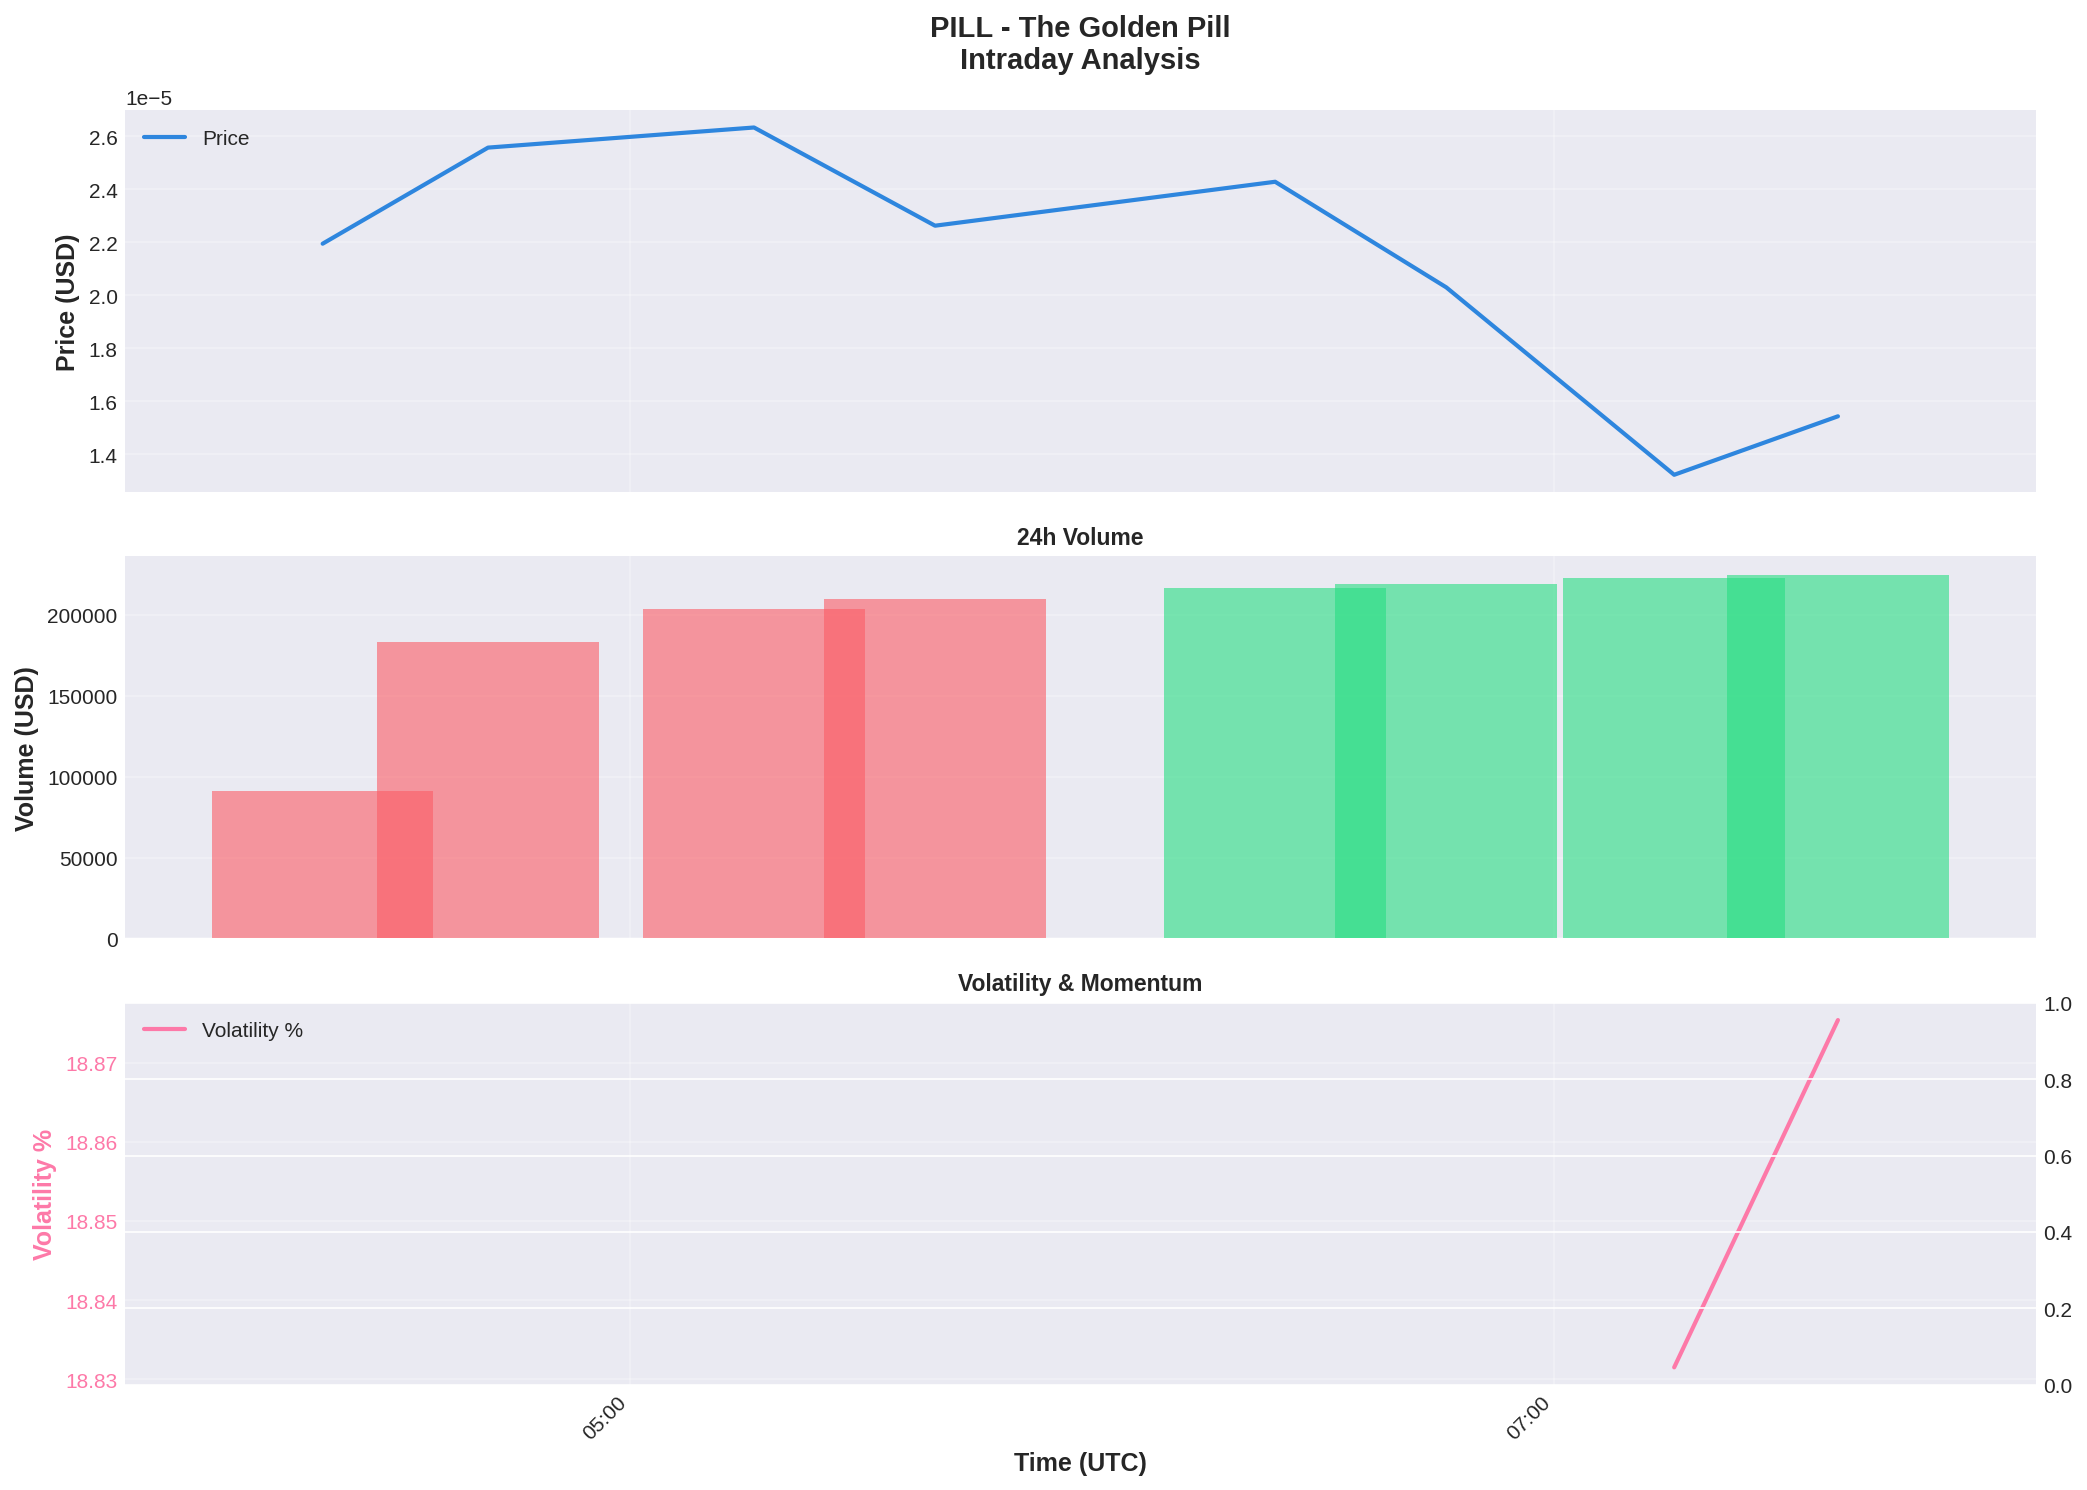 PILL - The Golden Pill
Intraday Analysis
1e−5
Price
2.6
2.4
2.2
2.0
1.8
1.6
1.4
Price (USD)
24h Volume
200000
150000
100000
50000
0
Volume (USD)
Volatility & Momentum
Volatility %
18.87
18.86
18.85
18.84
18.83
Volatility %
1.0
0.8
0.6
0.4
0.2
0.0
05:00
07:00
Time (UTC)